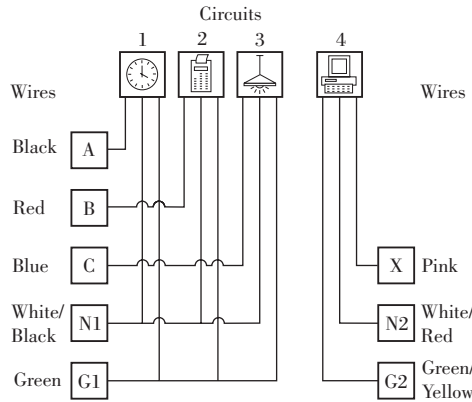 Circuits
1 2 3 4
Wires Wires
Black A
Red B
Blue C X Pink
White/
Black N1 N2 White/
Red
Green G1 G2 Green/
Yellow